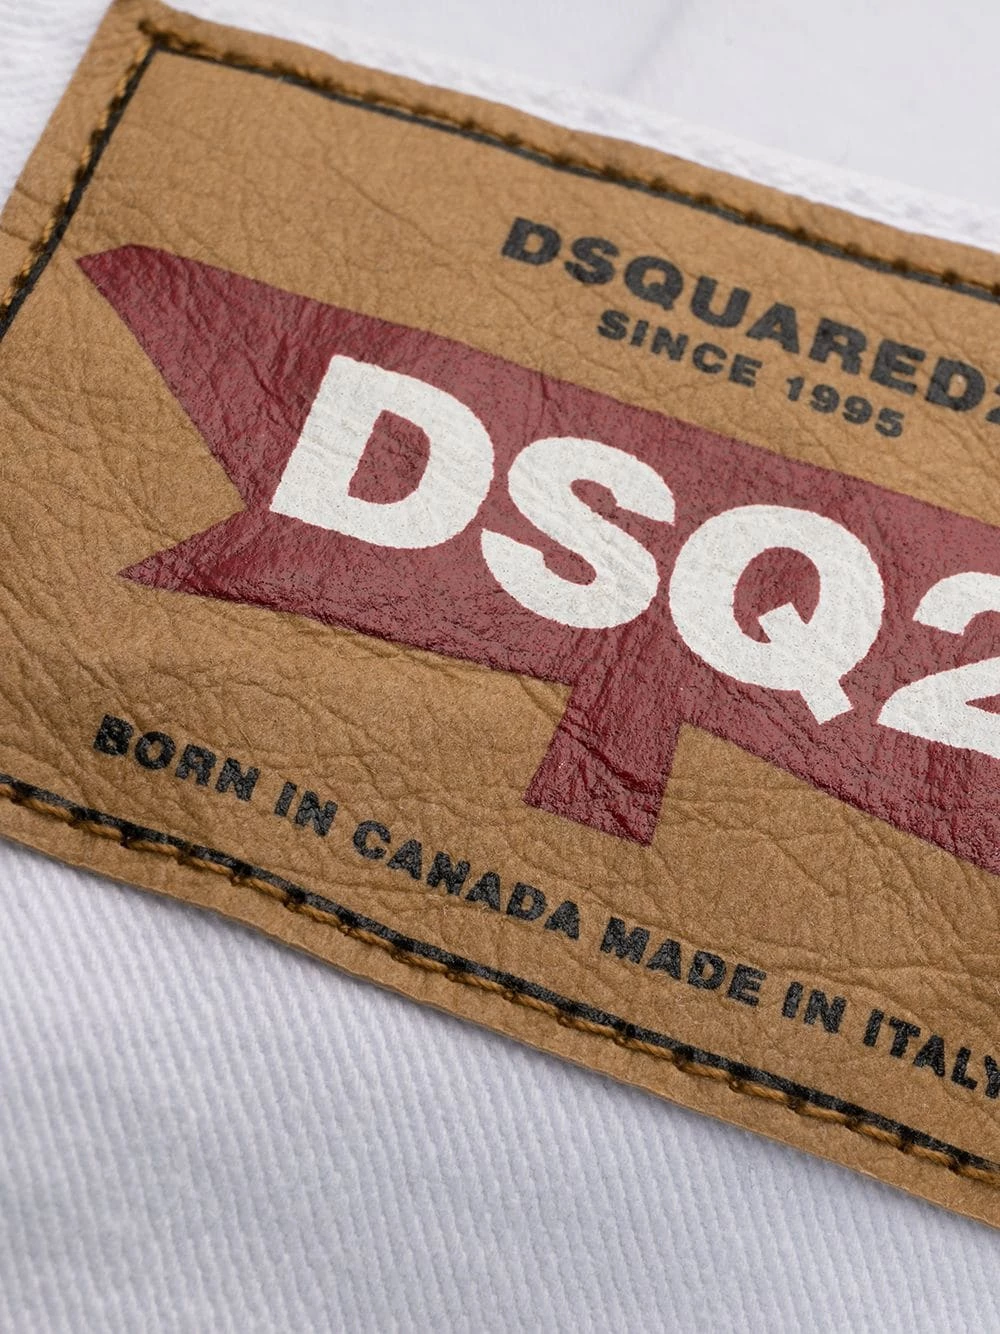 DSQUARED2
SINCE 1995
DSQ2
BORN IN CANADA MADE IN ITALY